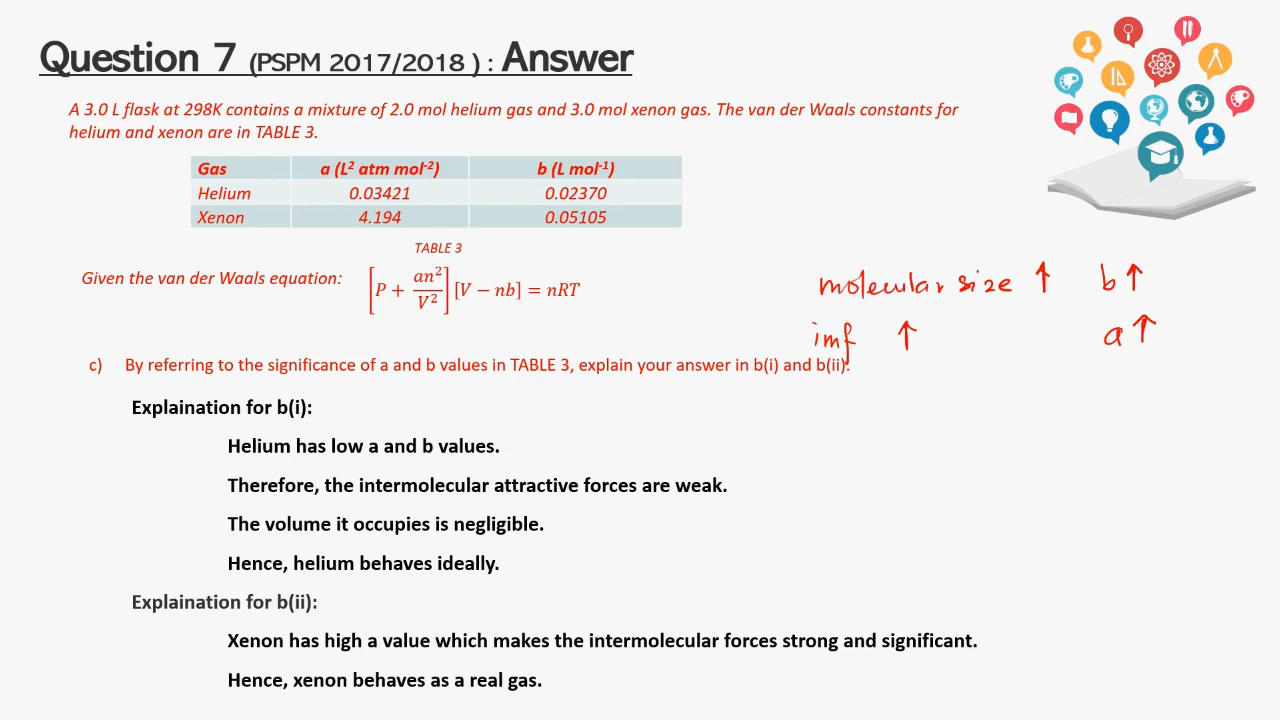 Question 7 (PSPM 2017/2018 ) : Answer
A 3.0 L flask at 298K contains a mixture of 2.0 mol helium gas and 3.0 mol xenon gas. The van der Waals constants for
helium and xenon are in TABLE 3.
Gas a (L² atm mol⁻²) b (L mol⁻¹)
Helium 0.03421 0.02370
Xenon 4.194 0.05105
TABLE 3
Given the van der Waals equation: [P + an²/V²] [V − nb] = nRT
molecular size ↑ b↑
imf ↑ a↑
c) By referring to the significance of a and b values in TABLE 3, explain your answer in b(i) and b(ii).
Explaination for b(i):
Helium has low a and b values.
Therefore, the intermolecular attractive forces are weak.
The volume it occupies is negligible.
Hence, helium behaves ideally.
Explaination for b(ii):
Xenon has high a value which makes the intermolecular forces strong and significant.
Hence, xenon behaves as a real gas.